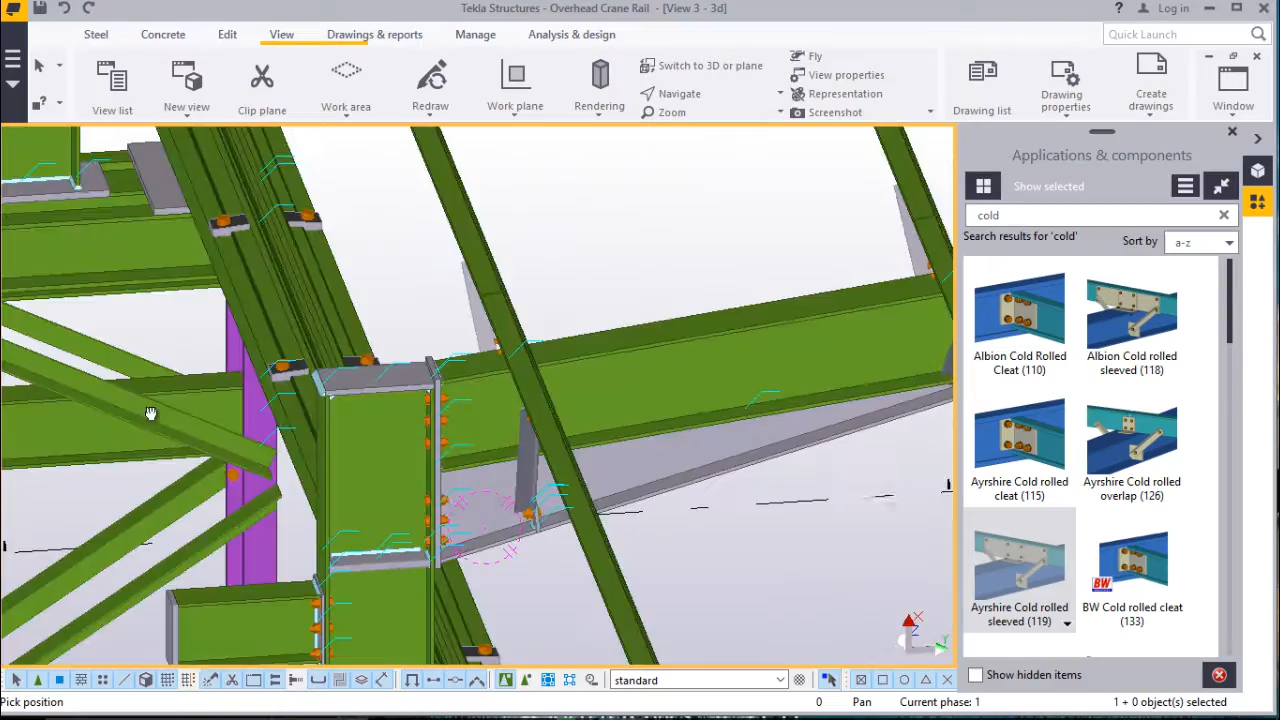 Tekla Structures - Overhead Crane Rail - [View 3 - 3d]
? Log in
Steel Concrete Edit View Drawings & reports Manage Analysis & design
Quick Launch
View list
New view
Clip plane
Work area
Redraw
Work plane
Rendering
Switch to 3D or plane
Navigate
Zoom
Fly
View properties
Representation
Screenshot
Drawing list
Drawing properties
Create drawings
Window
Applications & components
Show selected
cold
Search results for 'cold'
Sort by
a-z
Albion Cold Rolled Cleat (110)
Albion Cold rolled sleeved (118)
Ayrshire Cold rolled cleat (115)
Ayrshire Cold rolled overlap (126)
Ayrshire Cold rolled sleeved (119)
BW
BW Cold rolled cleat (133)
Show hidden items
X
Z
Y
standard
Pick position
0
Pan
Current phase: 1
1 + 0 object(s) selected